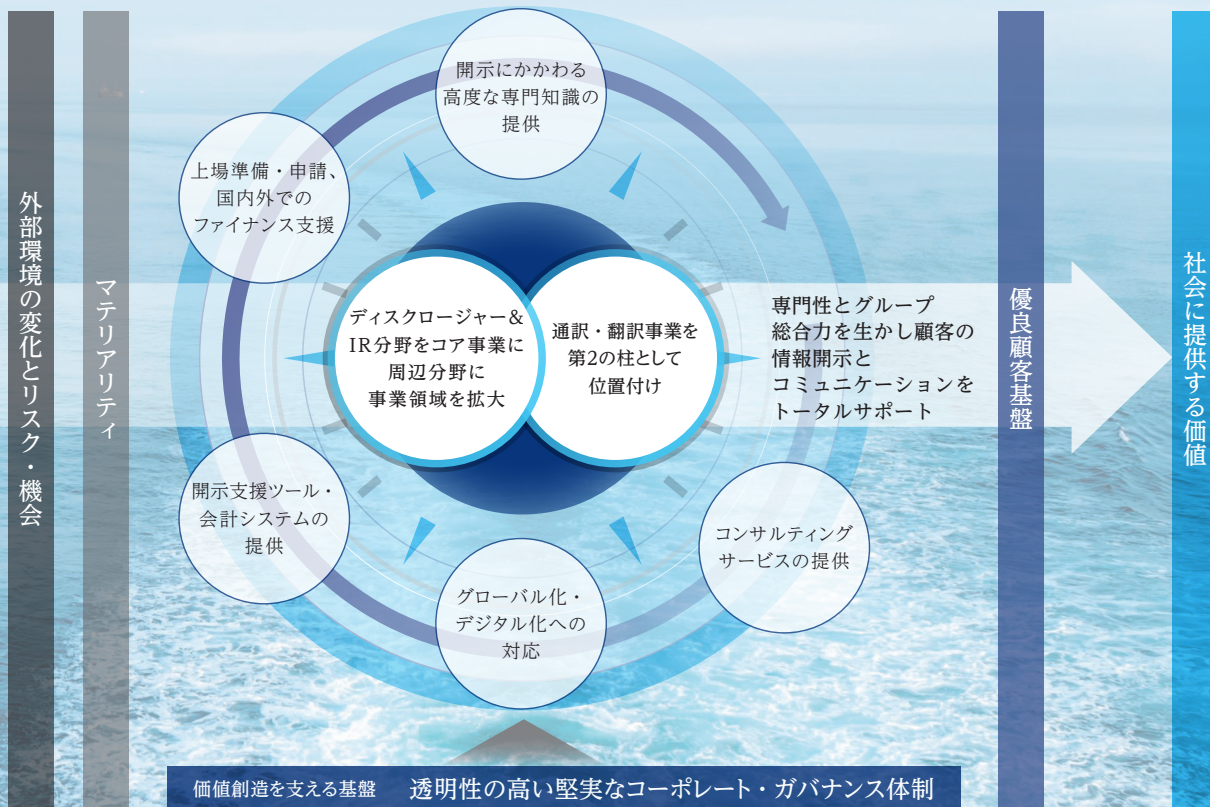 外部環境の変化とリスク・機会
マテリアリティ
開示にかかわる
高度な専門知識の
提供
上場準備・申請、
国内外での
ファイナンス支援
ディスクロージャー&
IR分野をコア事業に
周辺分野に
事業領域を拡大
通訳・翻訳事業を
第2の柱として
位置付け
専門性とグループ
総合力を生かし顧客の
情報開示と
コミュニケーションを
トータルサポート
開示支援ツール・
会計システムの
提供
グローバル化・
デジタル化への
対応
コンサルティング
サービスの提供
優良顧客基盤
社会に提供する価値
価値創造を支える基盤 透明性の高い堅実なコーポレート・ガバナンス体制